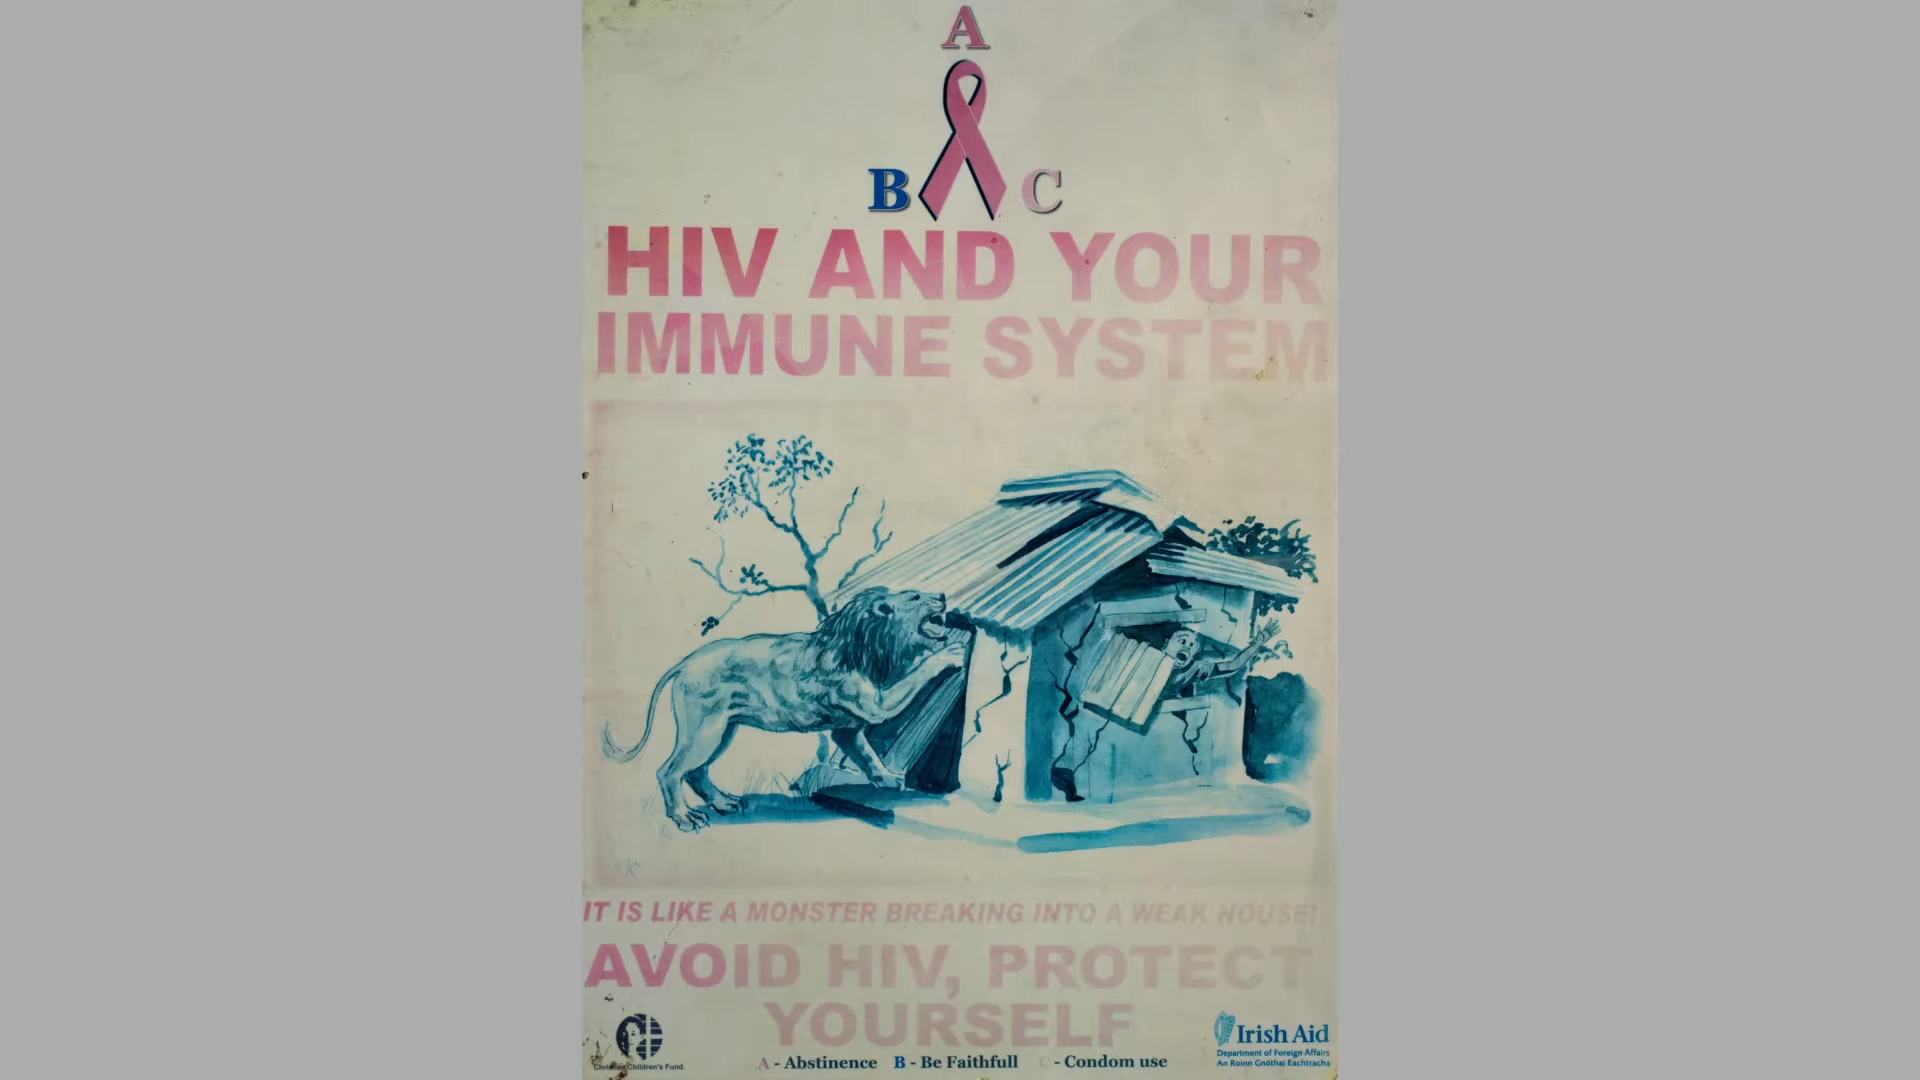 A
B C
HIV AND YOUR
IMMUNE SYSTEM
IT IS LIKE A MONSTER BREAKING INTO A WEAK HOUSE!
AVOID HIV, PROTECT
YOURSELF
A - Abstinence B - Be Faithfull C - Condom use
Christian Children's Fund.
Irish Aid
Department of Foreign Affairs
An Roinn Gnóthaí Eachtracha